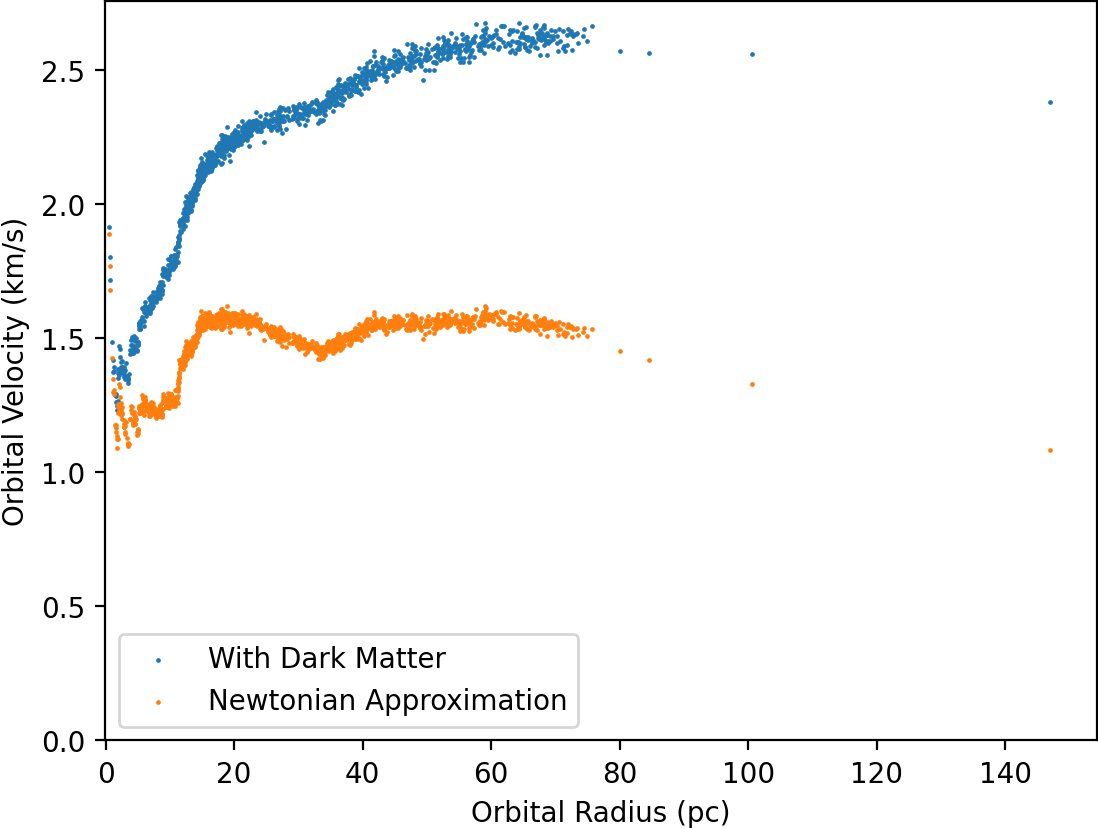 Orbital Velocity (km/s)
2.5
2.0
1.5
1.0
0.5
0.0
With Dark Matter
Newtonian Approximation
0 20 40 60 80 100 120 140
Orbital Radius (pc)